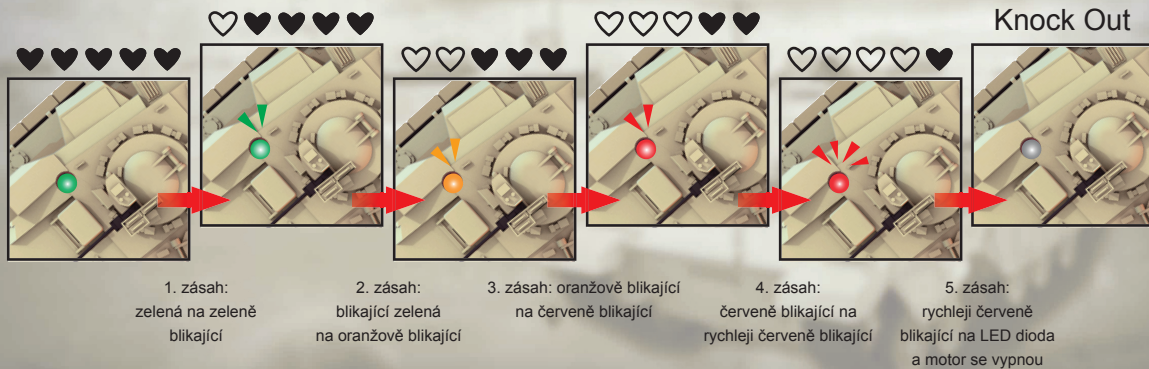 Knock Out
1. zásah:
zelená na zeleně
blikající
2. zásah:
blikající zelená
na oranžově blikající
3. zásah: oranžově blikající
na červeně blikající
4. zásah:
červeně blikající na
rychleji červeně blikající
5. zásah:
rychleji červeně
blikající na LED dioda
a motor se vypnou